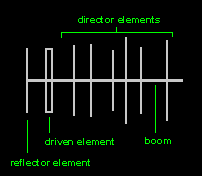 director elements
driven element
boom
reflector element